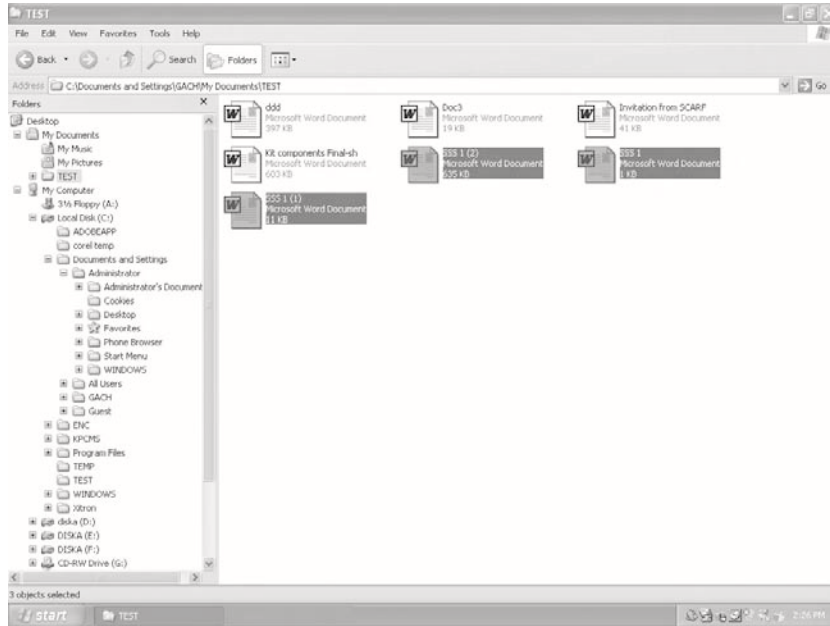 TEST
File Edit View Favorites Tools Help
Back Search Folders
Address C:\Documents and Settings\GACH\My Documents\TEST Go
Folders
Desktop
My Documents
My Music
My Pictures
TEST
My Computer
3½ Floppy (A:)
Local Disk (C:)
ADOBEAPP
corel temp
Documents and Settings
Administrator
Administrator's Document
Cookies
Desktop
Favorites
Phone Browser
Start Menu
WINDOWS
All Users
GACH
Guest
ENC
KPCMS
Program Files
TEMP
TEST
WINDOWS
Xitron
diska (D:)
DISKA (E:)
DISKA (F:)
CD-RW Drive (G:)
ddd
Microsoft Word Document
397 KB
Doc3
Microsoft Word Document
19 KB
Invitation from SCARF
Microsoft Word Document
41 KB
Kit components Final-sh
Microsoft Word Document
603 KB
SSS 1 (2)
Microsoft Word Document
635 KB
SSS 1
Microsoft Word Document
1 KB
SSS 1 (1)
Microsoft Word Document
11 KB
3 objects selected
start TEST 2:26 PM